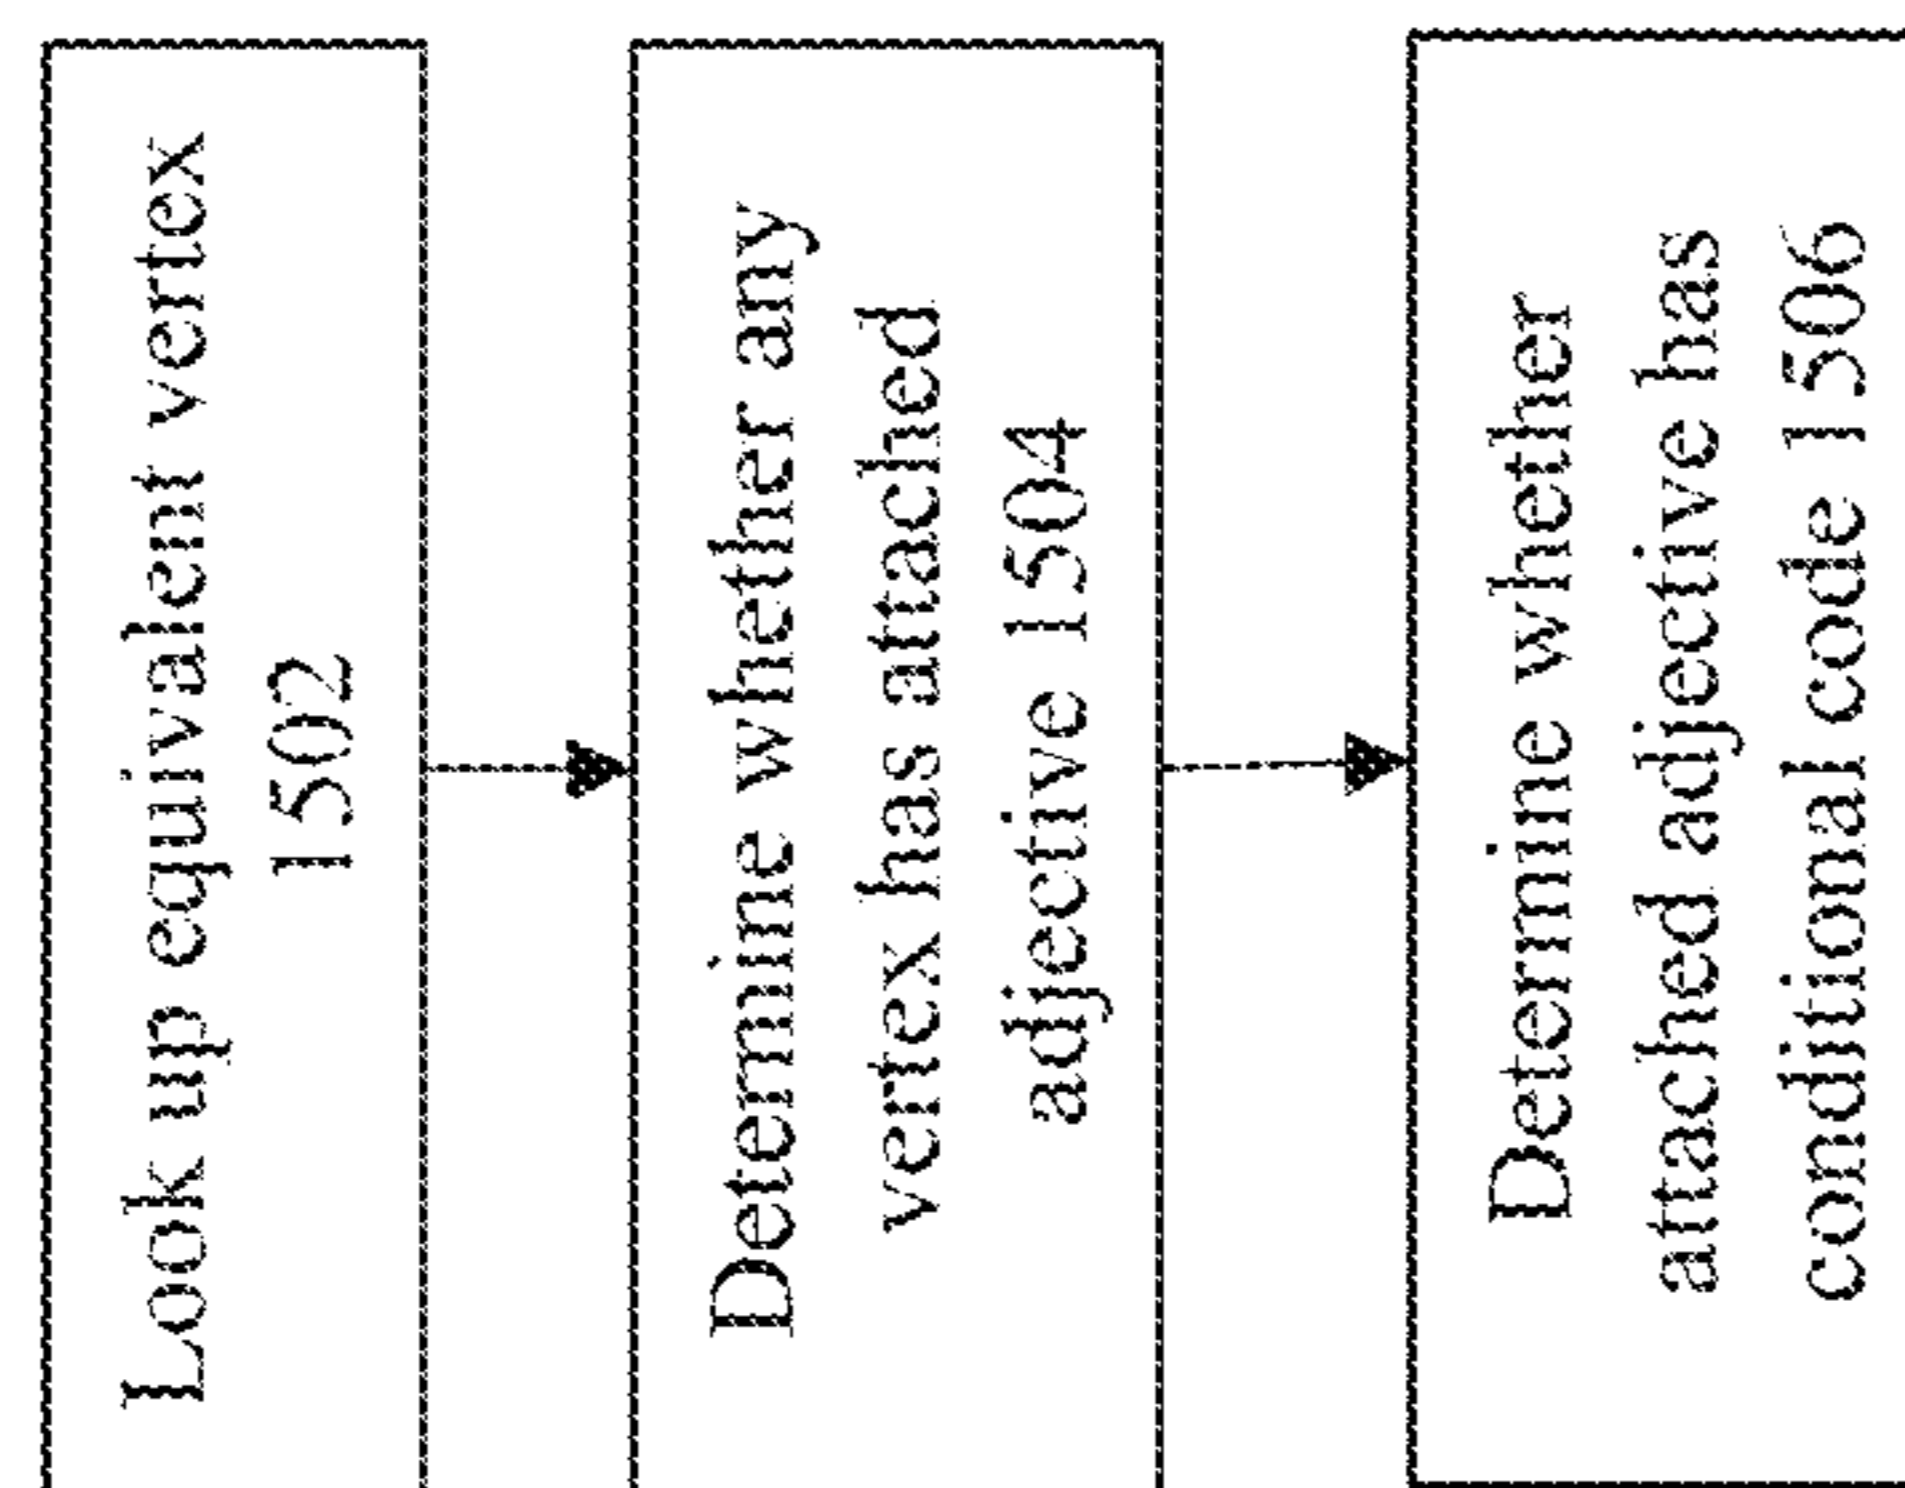 Look up equivalent vertex
1502
Determine whether any
vertex has attached
adjective 1504
Determine whether
attached adjective has
conditional code 1506